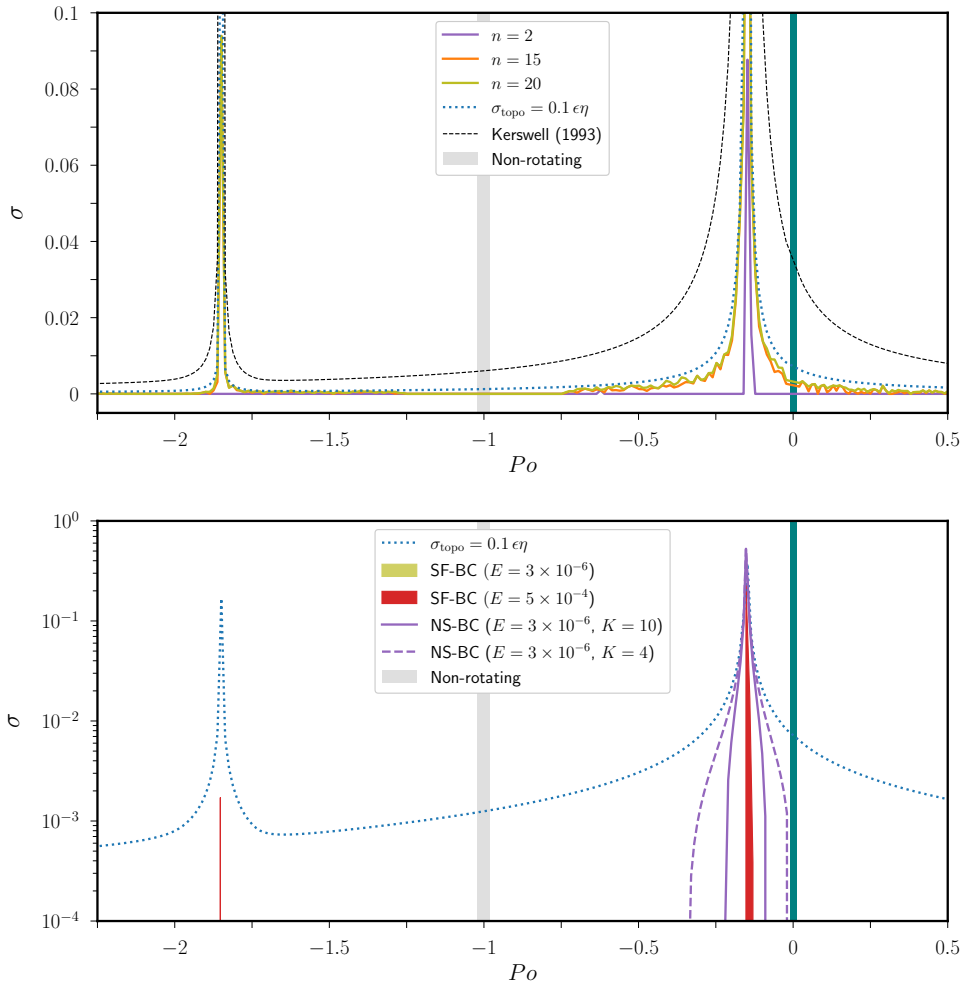 0.1
0.08
0.06
0.04
0.02
0
σ
n = 2
n = 15
n = 20
σ_topo = 0.1 ϵη
Kerswell (1993)
Non-rotating
−2
−1.5
−1
−0.5
0
0.5
Po
10^0
10^−1
10^−2
10^−3
10^−4
σ
σ_topo = 0.1 ϵη
SF-BC (E = 3 × 10^−6)
SF-BC (E = 5 × 10^−4)
NS-BC (E = 3 × 10^−6, K = 10)
NS-BC (E = 3 × 10^−6, K = 4)
Non-rotating
−2
−1.5
−1
−0.5
0
0.5
Po